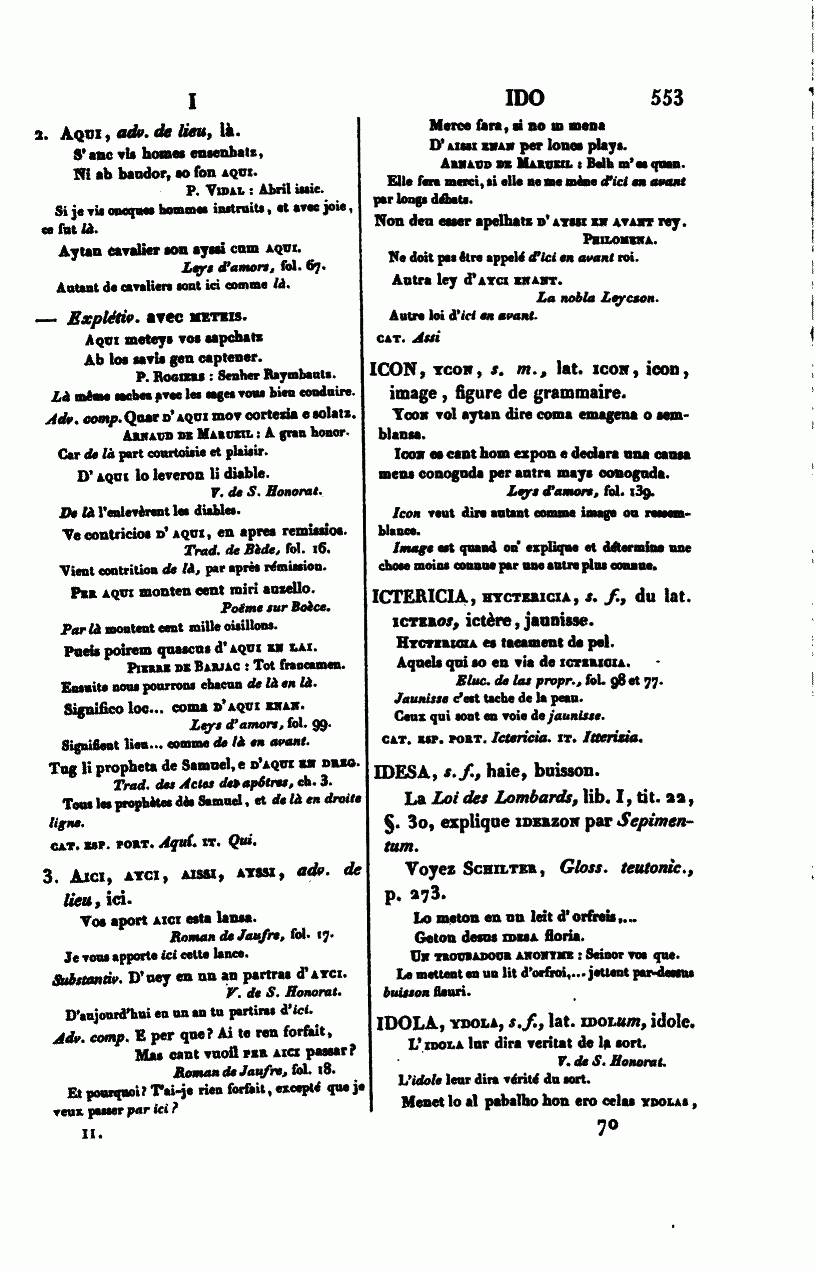 I
IDO 553
2. Aqui, adv. de lieu, là.
S'anc vis homes ensenhatz,
Ni ab baudor, so fon aqui.
P. Vidal : Abril issic.
Si je vis oncques hommes instruits, et avec joie,
ce fut là.
Aytan cavalier son ayssi cum aqui.
Leys d'amors, fol. 67.
Autant de cavaliers sont ici comme là.
— Explétiv. avec meteis.
Aqui meteys vos sapchatz
Ab los savis gen captener.
P. Rogiers : Senher Raymbautz.
Là même sachez avec les sages vous bien conduire.
Adv. comp. Quar d'aqui mov cortezia e solatz.
Arnaud de Marueil : A gran honor.
Car de là part courtoisie et plaisir.
D'aqui lo leveron li diable.
V. de S. Honorat.
De là l'enlevèrent les diables.
Ve contricios d'aqui, en apres remissios.
Trad. de Bède, fol. 16.
Vient contrition de là, par après rémission.
Per aqui monten cent miri auzello.
Poëme sur Boèce.
Par là montent cent mille oisillons.
Pueis poirem quascus d'aqui en lai.
Pierre de Barjac : Tot francamen.
Ensuite nous pourrons chacun de là en là.
Significo loc... coma d'aqui enan.
Leys d'amors, fol. 99.
Signifient lieu... comme de là en avant.
Tug li propheta de Samuel, e d'aqui en dreg.
Trad. des Actes des apôtres, ch. 3.
Tous les prophètes dès Samuel, et de là en droite
ligne.
cat. esp. port. Aquí. it. Qui.
3. Aici, ayci, aissi, ayssi, adv. de
lieu, ici.
Vos aport aici esta lansa.
Roman de Jaufre, fol. 17.
Je vous apporte ici cette lance.
Substantiv. D'uey en un an partras d'ayci.
V. de S. Honorat.
D'aujourd'hui en un an tu partiras d'ici.
Adv. comp. E per que? Ai te ren forfait,
Mas cant vuoil per aici passar?
Roman de Jaufre, fol. 18.
Et pourquoi? T'ai-je rien forfait, excepté que je
veux passer par ici?
II.
Merce fara, si no m mena
D'aissi enan per loncs plays.
Arnaud de Marueil : Belh m'es quan.
Elle fera merci, si elle ne me mène d'ici en avant
par longs débats.
Non deu esser apelhatz d'ayssi en avant rey.
Philomena.
Ne doit pas être appelé d'ici en avant roi.
Autra ley d'ayci enant.
La nobla Leyczon.
Autre loi d'ici en avant.
cat. Assi
ICON, ycon, s. m., lat. icon, icon,
image, figure de grammaire.
Ycon vol aytan dire coma emagena o sem-
blansa.
Icon es cant hom expon e declara una causa
mens conoguda per autra mays conoguda.
Leys d'amors, fol. 139.
Icon veut dire autant comme image ou ressem-
blance.
Image est quand on explique et détermine une
chose moins connue par une autre plus connue.
ICTERICIA, hyctericia, s. f., du lat.
icteros, ictère, jaunisse.
Hyctericia es tacament de pel.
Aquels qui so en via de ictericia.
Eluc. de las propr., fol. 98 et 77.
Jaunisse c'est tache de la peau.
Ceux qui sont en voie de jaunisse.
cat. esp. port. Ictericia. it. Itterizia.
IDESA, s. f., haie, buisson.
La Loi des Lombards, lib. I, tit. 22,
§. 30, explique iderzon par Sepimen-
tum.
Voyez Schilter, Gloss. teutonic.,
p. 273.
Lo meton en un leit d'orfreis,...
Geton desus idesa floria.
Un troubadour anonyme : Seinor vos que.
Le mettent en un lit d'orfroi,... jettent par-dessus
buisson fleuri.
IDOLA, ydola, s. f., lat. idolum, idole.
L'idola lur dira veritat de la sort.
V. de S. Honorat.
L'idole leur dira vérité du sort.
Menet lo al pabalho hon ero celas ydolas,
70